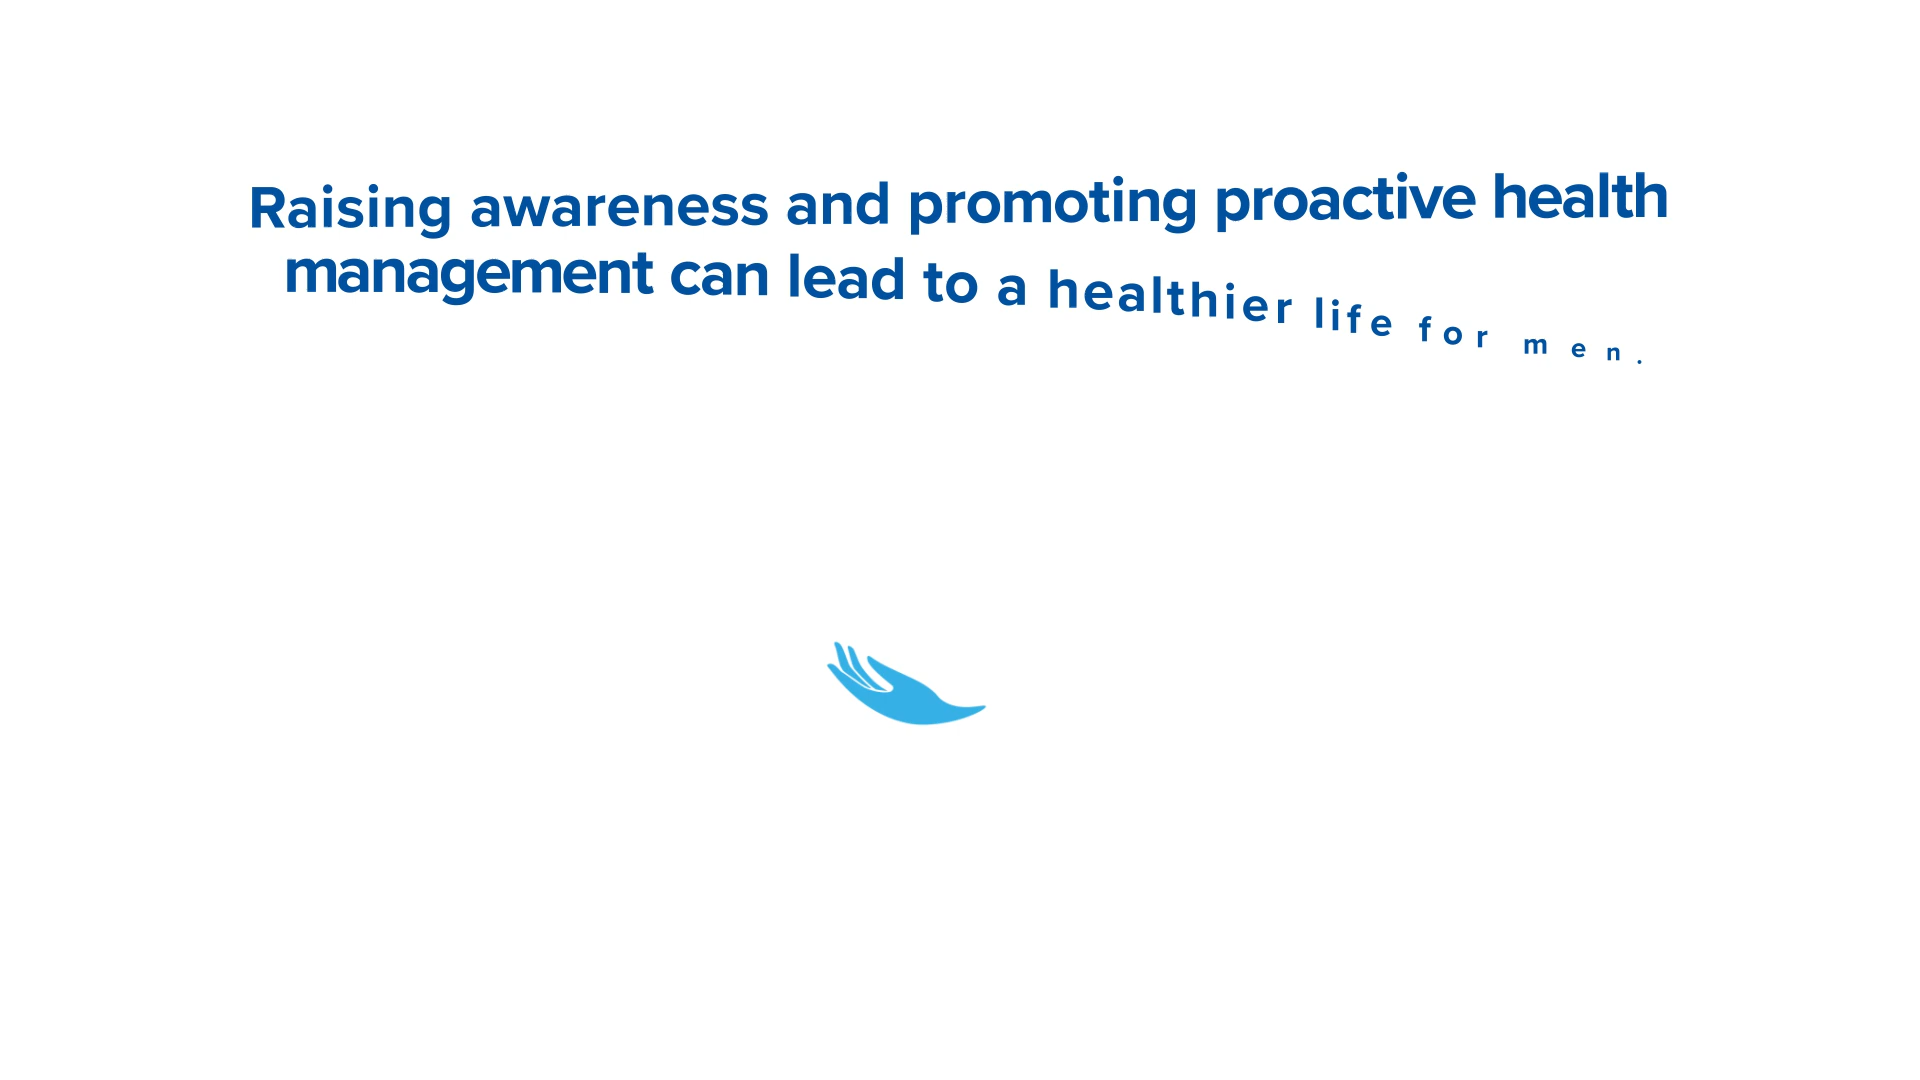 Raising awareness and promoting proactive health
management can lead to a healthier life for men.